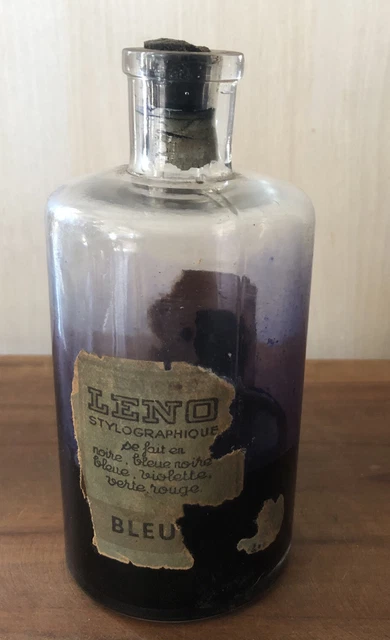 LENO
STYLOGRAPHIQUE
se fait en
noire, bleue noire
bleue, violette,
verte, rouge
BLEU